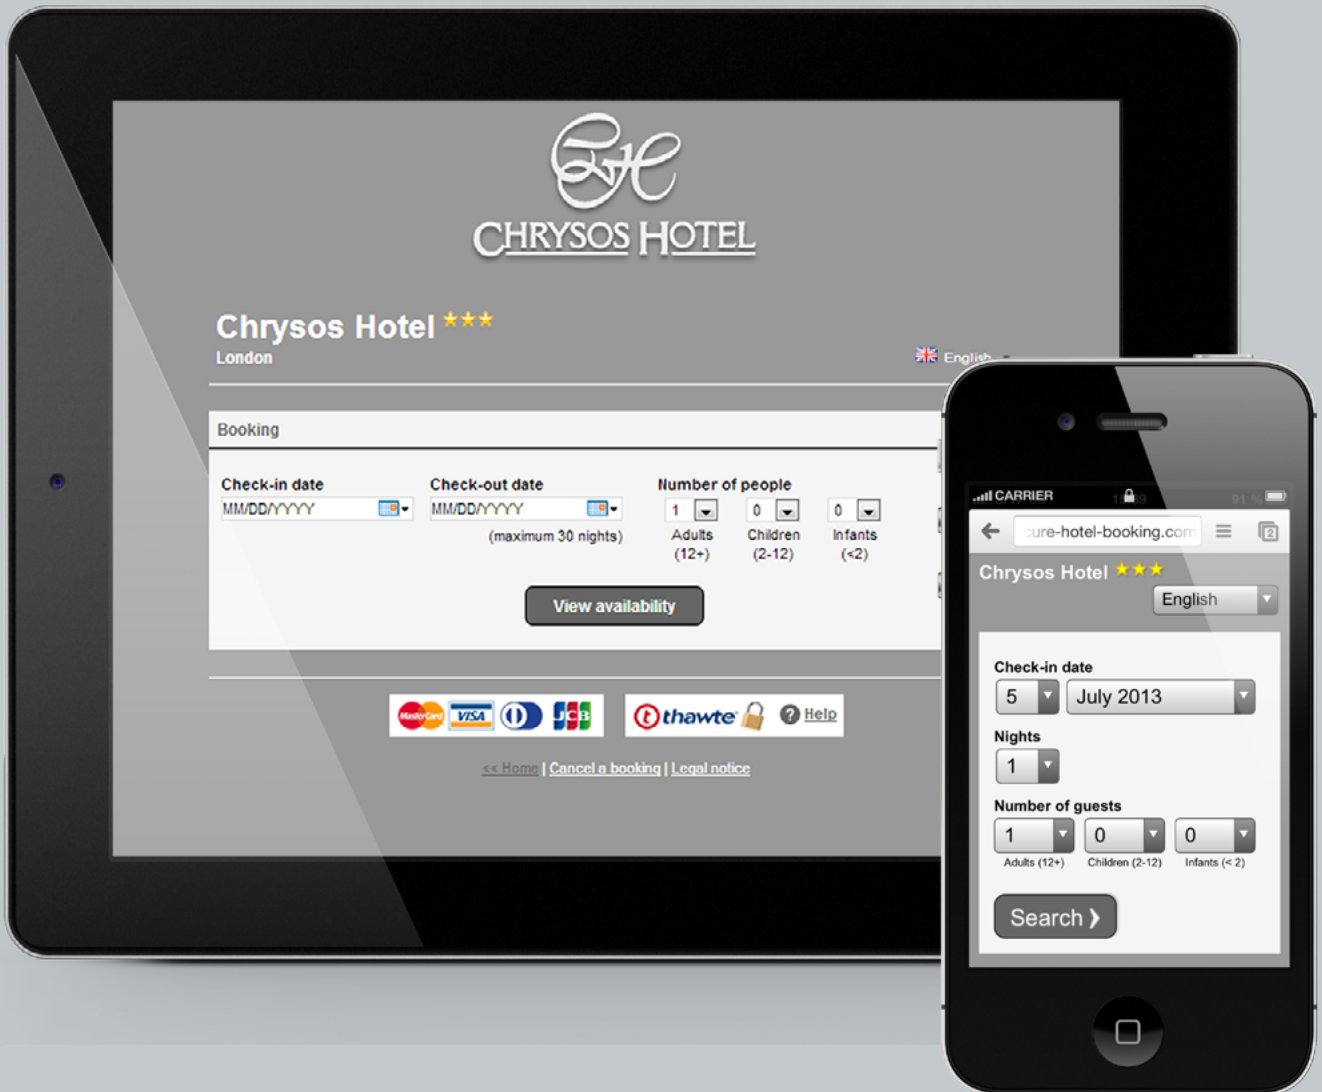 CHRYSOS HOTEL
Chrysos Hotel
London
English
Booking
Check-in date
Check-out date
Number of people
MM/DD/YYYY
MM/DD/YYYY
1
0
0
(maximum 30 nights)
Adults
Children
Infants
(12+)
(2-12)
(<2)
View availability
MasterCard
VISA
JCB
thawte
? Help
<< Home | Cancel a booking | Legal notice
CARRIER
91 %
cure-hotel-booking.com
2
Chrysos Hotel
English
Check-in date
5
July 2013
Nights
1
Number of guests
1
0
0
Adults (12+)
Children (2-12)
Infants (< 2)
Search ❯